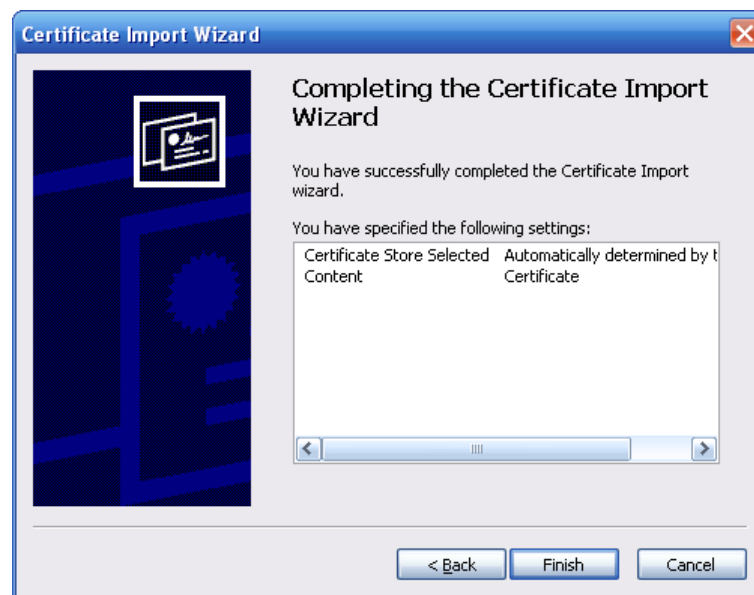 Certificate Import Wizard
Completing the Certificate Import
Wizard
You have successfully completed the Certificate Import
wizard.
You have specified the following settings:
Certificate Store Selected Automatically determined by t
Content Certificate
< Back Finish Cancel